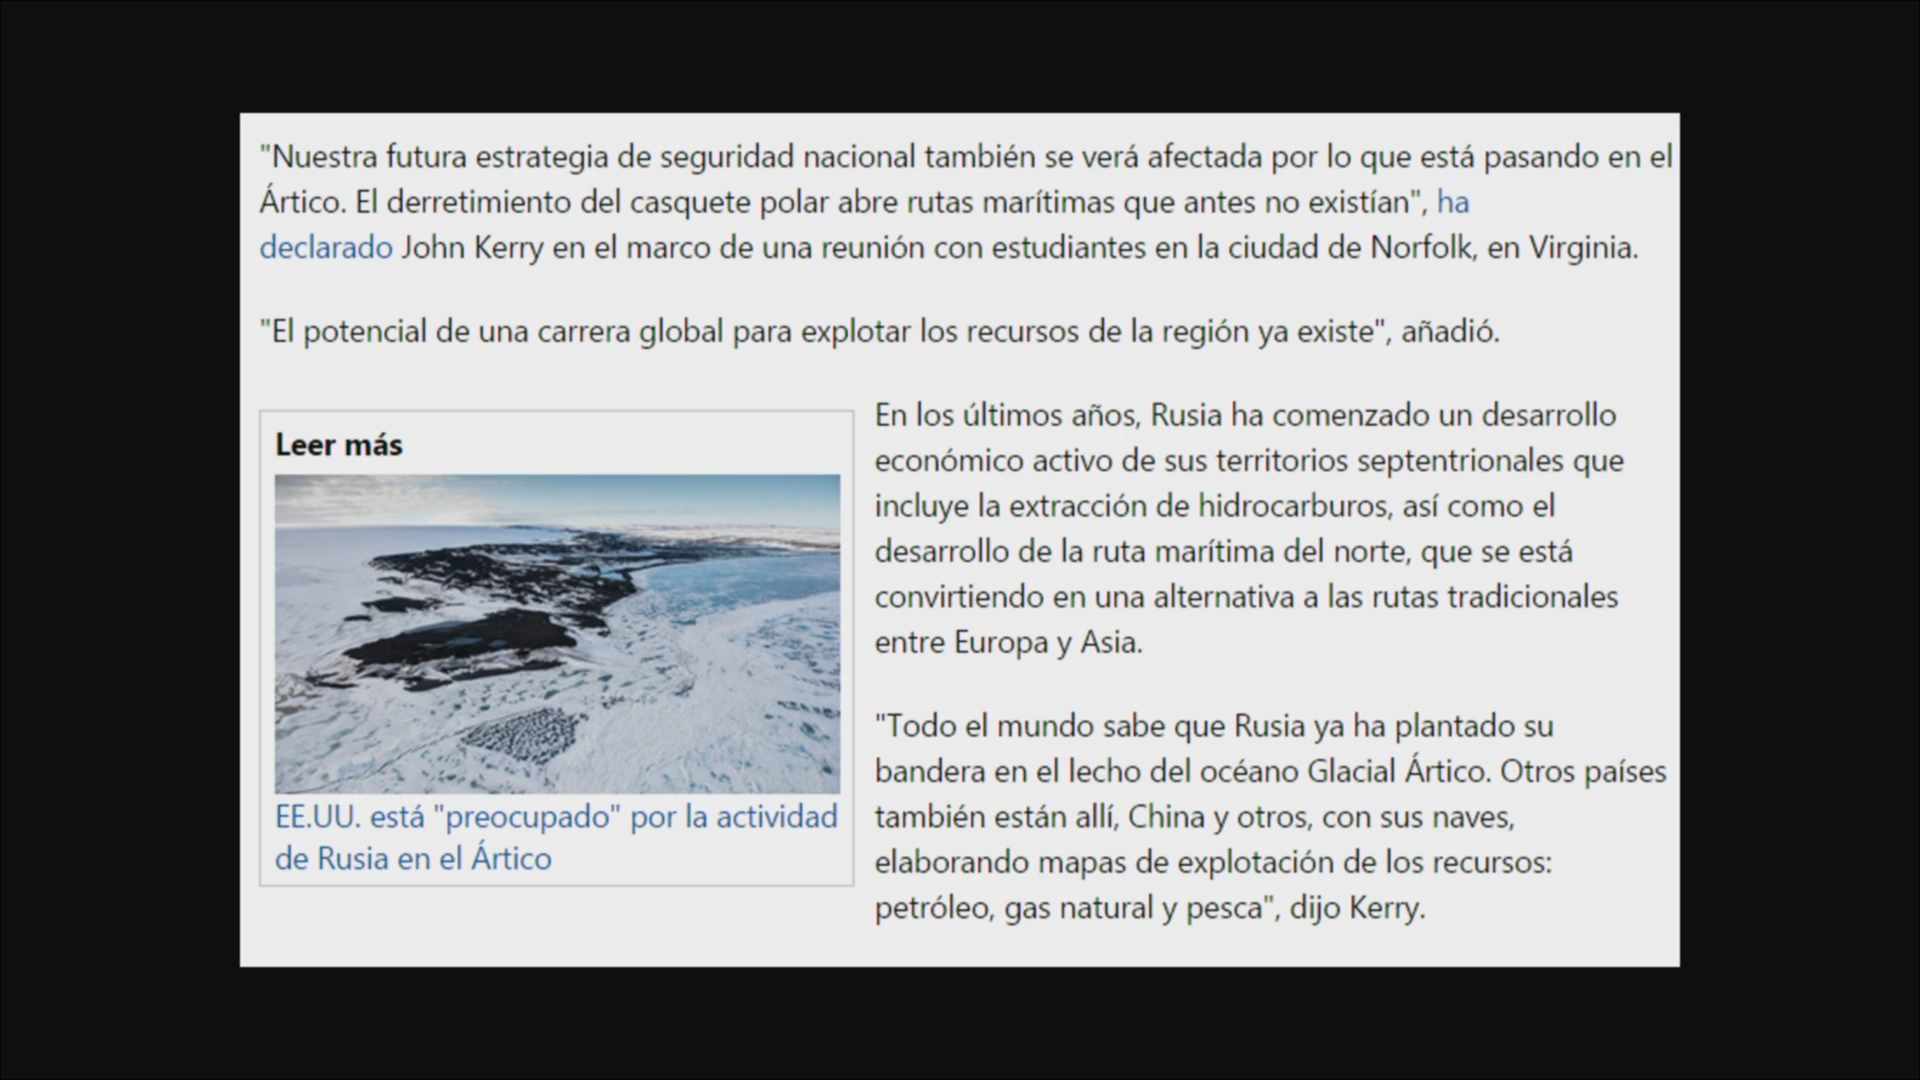 "Nuestra futura estrategia de seguridad nacional también se verá afectada por lo que está pasando en el
Ártico. El derretimiento del casquete polar abre rutas marítimas que antes no existían", ha
declarado John Kerry en el marco de una reunión con estudiantes en la ciudad de Norfolk, en Virginia.
"El potencial de una carrera global para explotar los recursos de la región ya existe", añadió.
Leer más
EE.UU. está "preocupado" por la actividad
de Rusia en el Ártico
En los últimos años, Rusia ha comenzado un desarrollo
económico activo de sus territorios septentrionales que
incluye la extracción de hidrocarburos, así como el
desarrollo de la ruta marítima del norte, que se está
convirtiendo en una alternativa a las rutas tradicionales
entre Europa y Asia.
"Todo el mundo sabe que Rusia ya ha plantado su
bandera en el lecho del océano Glacial Ártico. Otros países
también están allí, China y otros, con sus naves,
elaborando mapas de explotación de los recursos:
petróleo, gas natural y pesca", dijo Kerry.